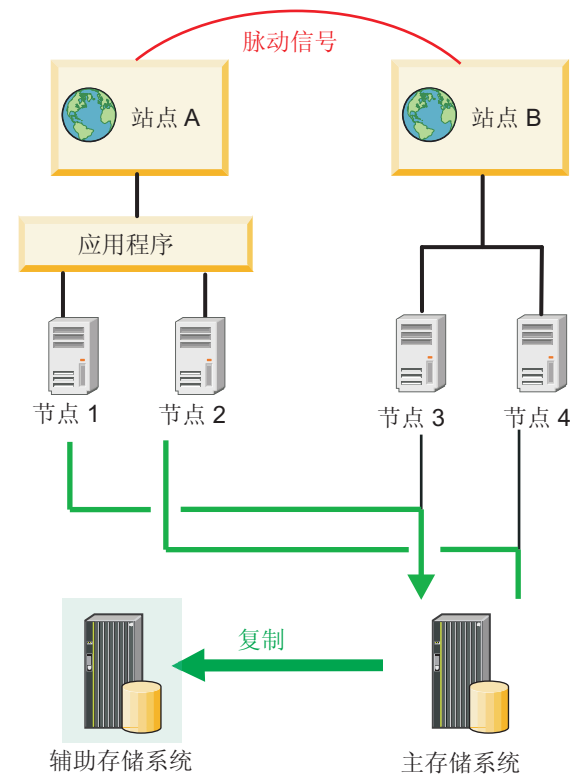 脉动信号
站点 A
站点 B
应用程序
节点 1
节点 2
节点 3
节点 4
复制
辅助存储系统
主存储系统